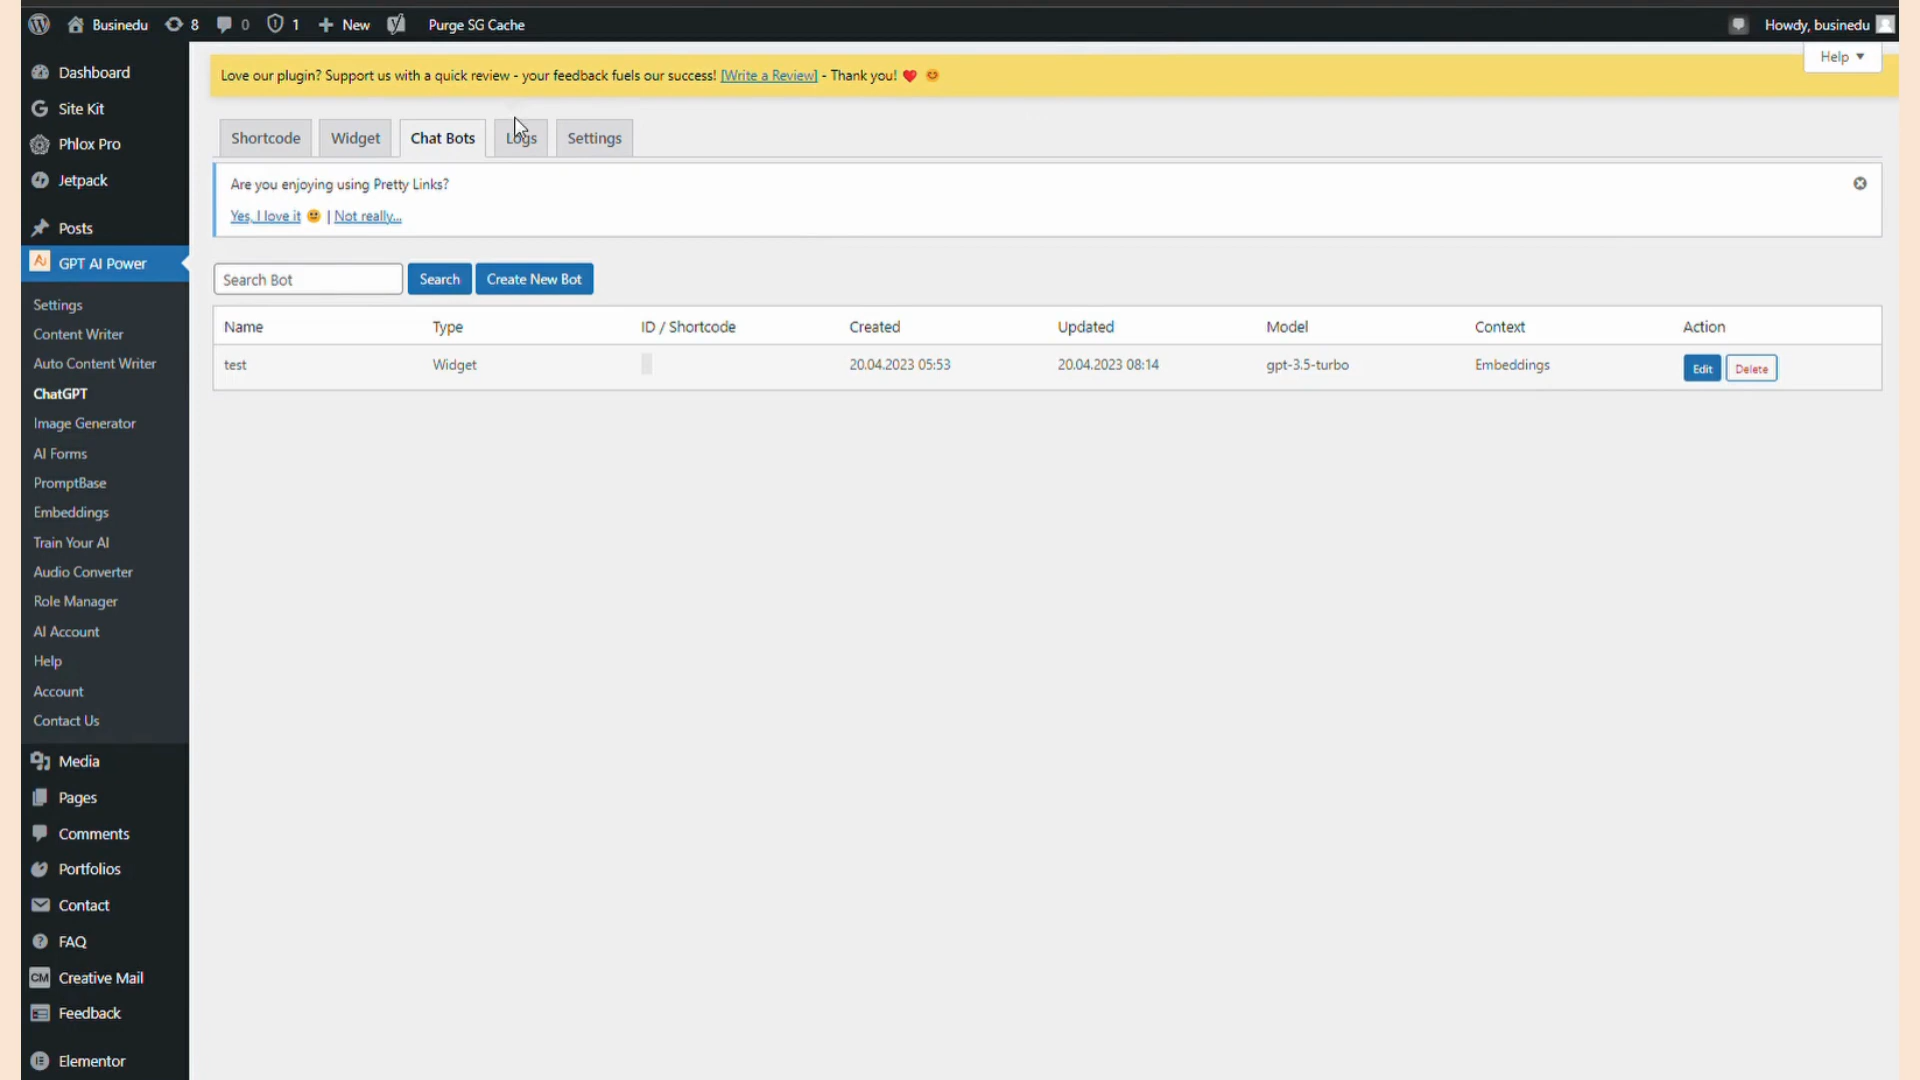 Businedu 8 0 1 New Purge SG Cache Howdy, businedu
Help
Love our plugin? Support us with a quick review - your feedback fuels our success! [Write a Review] - Thank you!
Dashboard
Site Kit
Phlox Pro
Jetpack
Posts
GPT AI Power
Settings
Content Writer
Auto Content Writer
ChatGPT
Image Generator
AI Forms
PromptBase
Embeddings
Train Your AI
Audio Converter
Role Manager
AI Account
Help
Account
Contact Us
Media
Pages
Comments
Portfolios
Contact
FAQ
CM Creative Mail
Feedback
Elementor
Shortcode Widget Chat Bots Logs Settings
Are you enjoying using Pretty Links?
Yes, I love it | Not really...
Search Bot Search Create New Bot
Name Type ID / Shortcode Created Updated Model Context Action
test Widget 20.04.2023 05:53 20.04.2023 08:14 gpt-3.5-turbo Embeddings Edit Delete